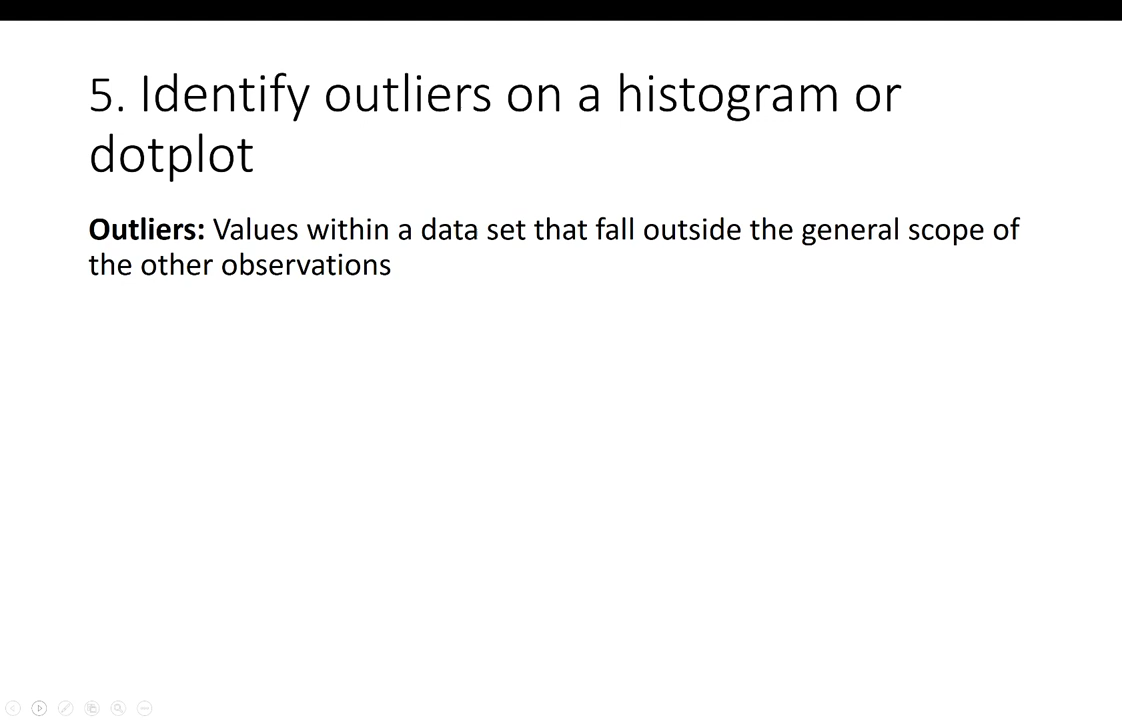 5. Identify outliers on a histogram or
dotplot
Outliers: Values within a data set that fall outside the general scope of
the other observations